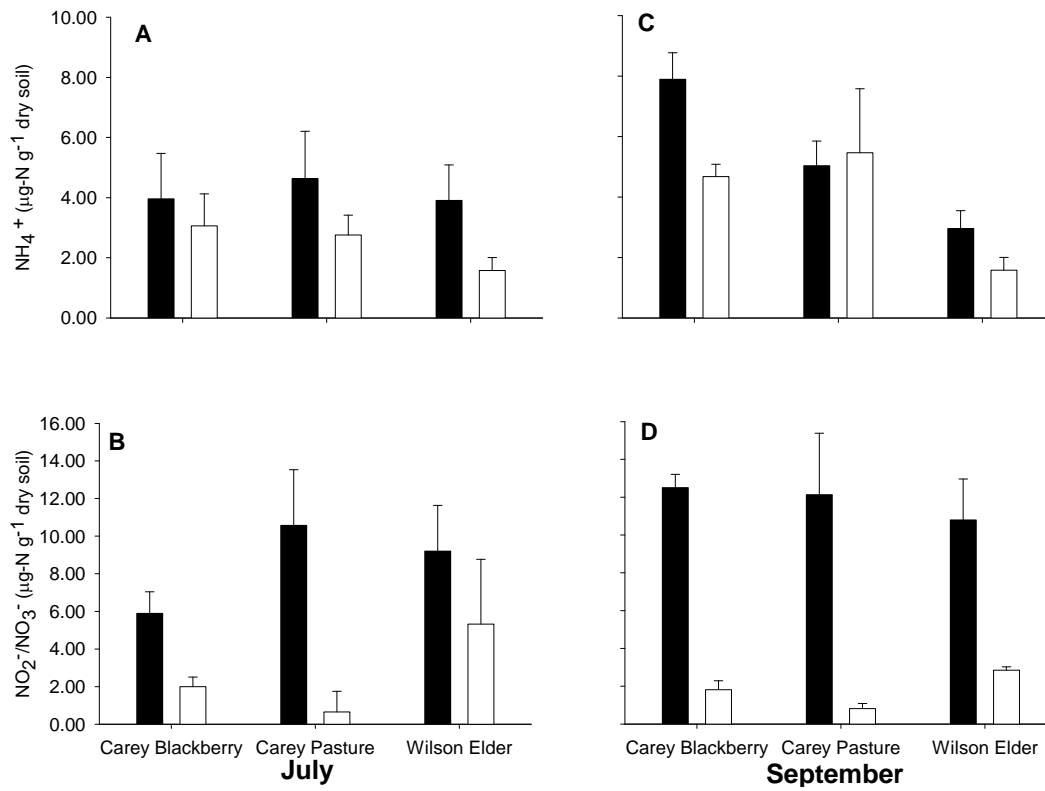 A
C
NH4+ (µg-N g-1 dry soil)
10.00
8.00
6.00
4.00
2.00
0.00
B
D
NO2-/NO3- (µg-N g-1 dry soil)
16.00
14.00
12.00
10.00
8.00
6.00
4.00
2.00
0.00
Carey Blackberry Carey Pasture Wilson Elder
July
Carey Blackberry Carey Pasture Wilson Elder
September